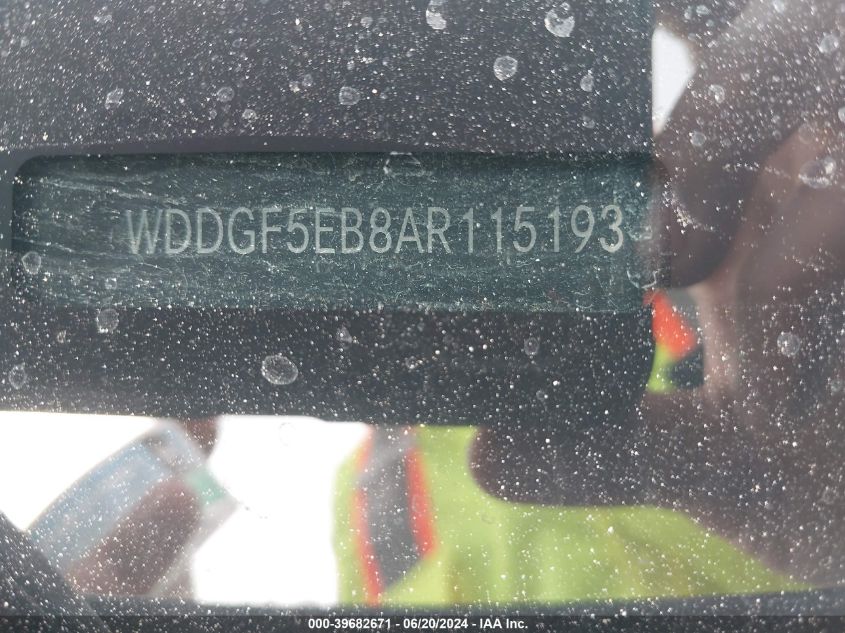 WDDGF5EB8AR115193
000-39682671 - 06/20/2024 - IAA Inc.